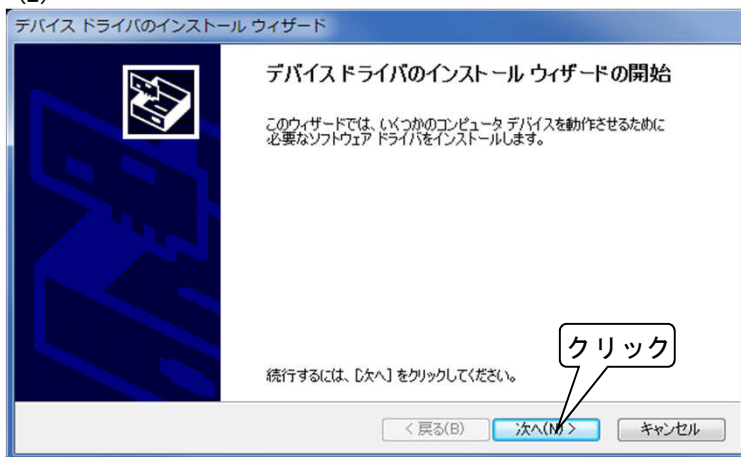 デバイス ドライバのインストール ウィザード
デバイス ドライバのインストール ウィザードの開始
このウィザードでは、いくつかのコンピュータ デバイスを動作させるために
必要なソフトウェア ドライバをインストールします。
クリック
続行するには、[次へ] をクリックしてください。
< 戻る(B)
次へ(N) >
キャンセル